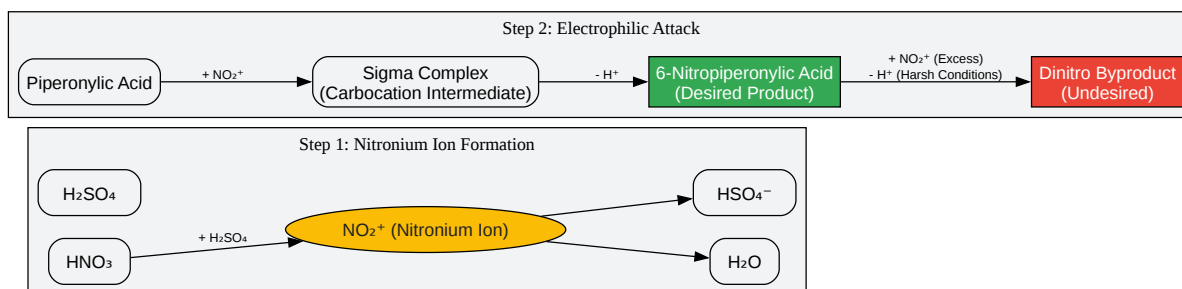 Step 2: Electrophilic Attack
Piperonylic Acid
+ NO₂⁺
Sigma Complex
(Carbocation Intermediate)
- H⁺
6-Nitropiperonylic Acid
(Desired Product)
+ NO₂⁺ (Excess)
- H⁺ (Harsh Conditions)
Dinitro Byproduct
(Undesired)
Step 1: Nitronium Ion Formation
H₂SO₄
HNO₃
+ H₂SO₄
NO₂⁺ (Nitronium Ion)
HSO₄⁻
H₂O